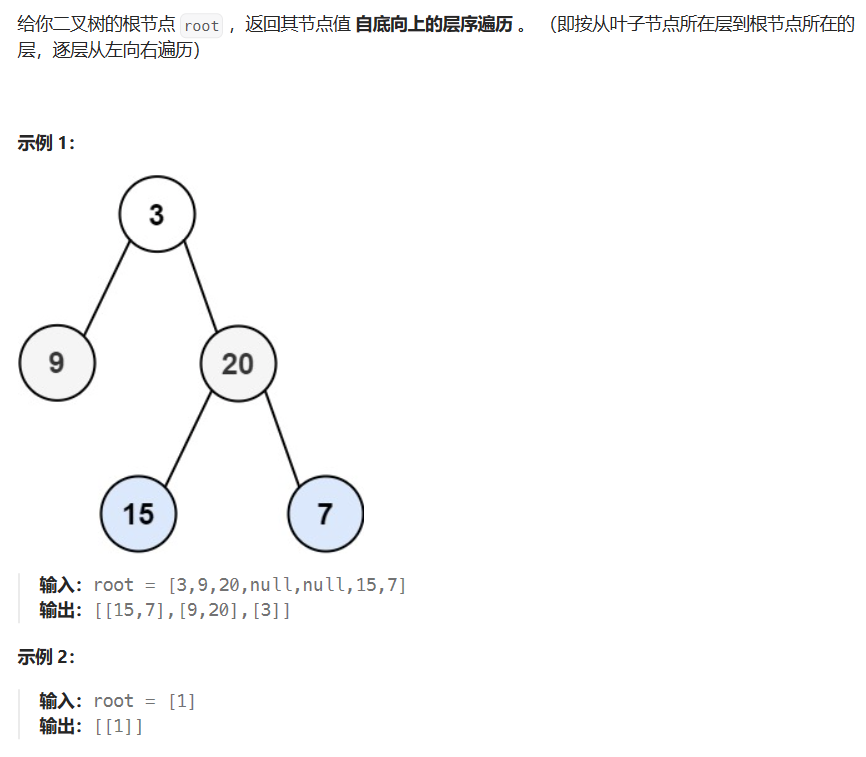 给你二叉树的根节点 root ，返回其节点值 自底向上的层序遍历 。 （即按从叶子节点所在层到根节点所在的
层，逐层从左向右遍历）
示例 1：
3
9
20
15
7
输入：root = [3,9,20,null,null,15,7]
输出：[[15,7],[9,20],[3]]
示例 2：
输入：root = [1]
输出：[[1]]